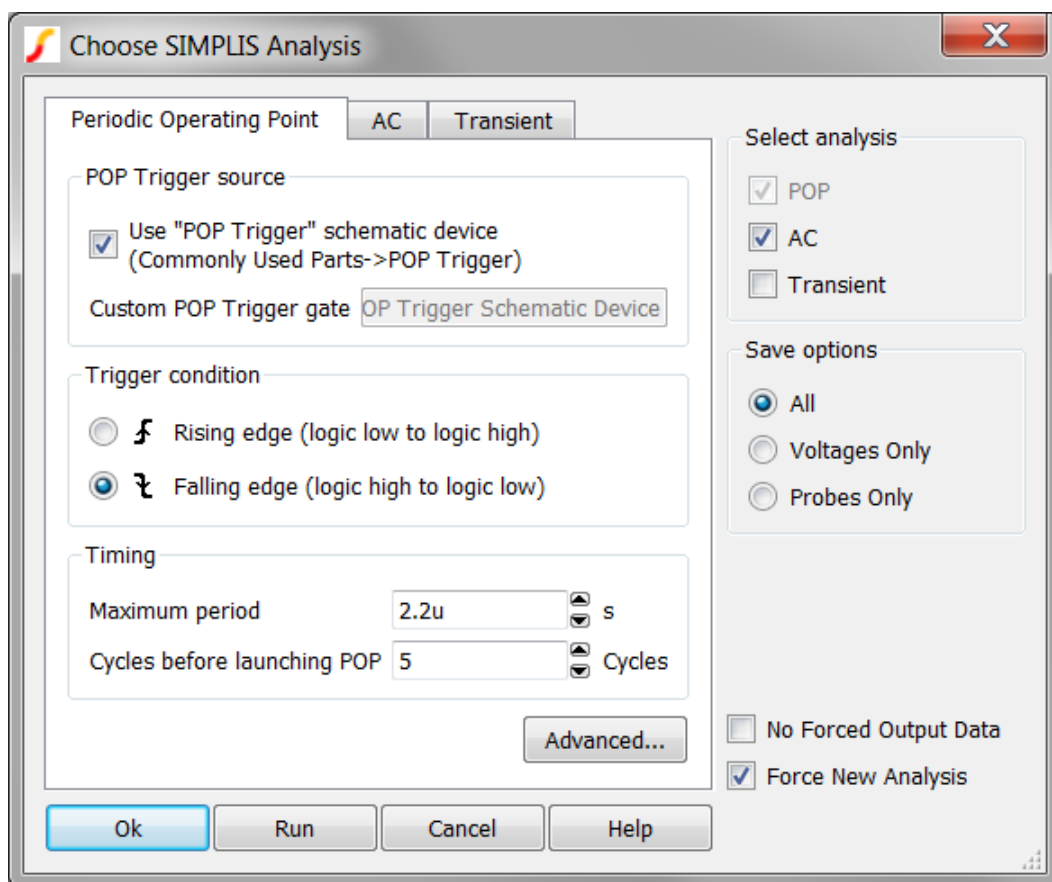 Choose SIMPLIS Analysis
X
Periodic Operating Point
AC
Transient
POP Trigger source
Use "POP Trigger" schematic device
(Commonly Used Parts->POP Trigger)
Custom POP Trigger gate OP Trigger Schematic Device
Trigger condition
Rising edge (logic low to logic high)
Falling edge (logic high to logic low)
Timing
Maximum period 2.2u s
Cycles before launching POP 5 Cycles
Advanced...
Select analysis
POP
AC
Transient
Save options
All
Voltages Only
Probes Only
No Forced Output Data
Force New Analysis
Ok
Run
Cancel
Help